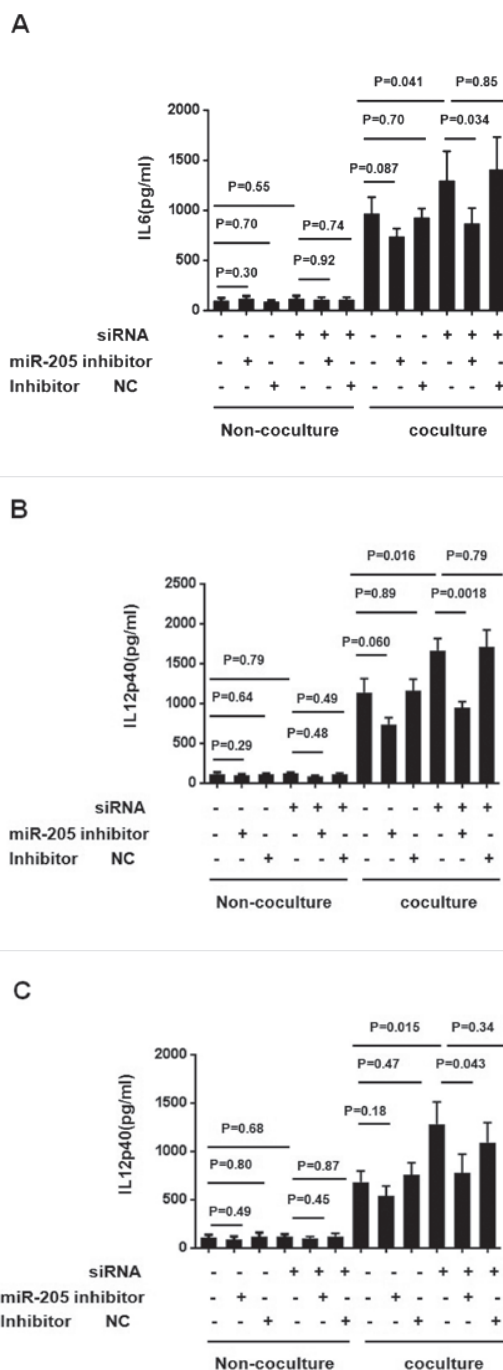 A
P=0.041 P=0.85
2000
P=0.70 P=0.034
1500
P=0.087
IL6(pg/ml)
P=0.55
1000
P=0.70 P=0.74
500
P=0.30 P=0.92
0
siRNA - - - + + + - - - + + +
miR-205 inhibitor - + - - + - - + - - + -
Inhibitor NC - - + - - + - - + - - +
Non-coculture coculture
B
P=0.016 P=0.79
2500
P=0.89 P=0.0018
2000
IL12p40(pg/ml)
P=0.060
1500
P=0.79
1000
P=0.64 P=0.49
500
P=0.29 P=0.48
0
siRNA - - - + + + - - - + + +
miR-205 inhibitor - + - - + - - + - - + -
Inhibitor NC - - + - - + - - + - - +
Non-coculture coculture
C
P=0.015 P=0.34
2000
P=0.47 P=0.043
1500
P=0.18
IL12p40(pg/ml)
P=0.68
1000
P=0.80 P=0.87
500
P=0.49 P=0.45
0
siRNA - - - + + + - - - + + +
miR-205 inhibitor - + - - + - - + - - + -
Inhibitor NC - - + - - + - - + - - +
Non-coculture coculture